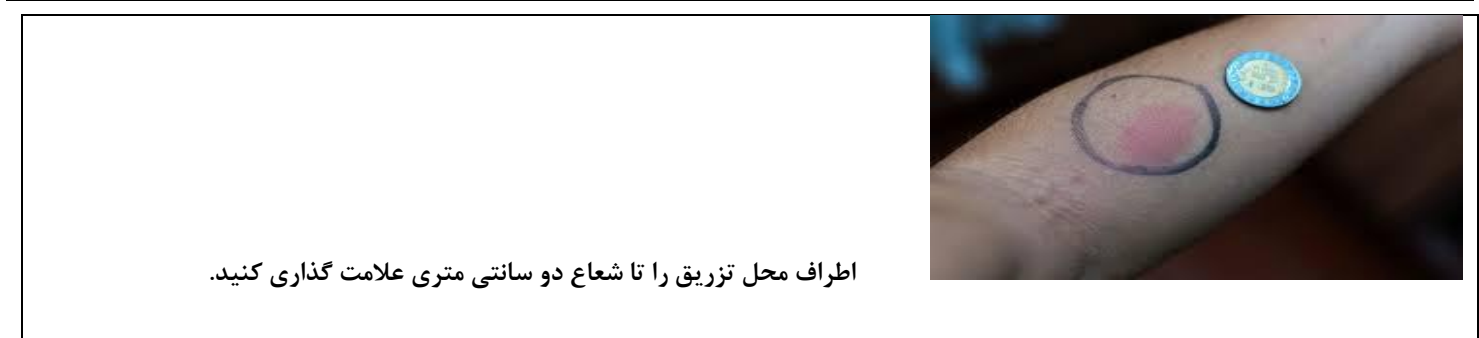 اطراف محل تزریق را تا شعاع دو سانتی متری علامت گذاری کنید.